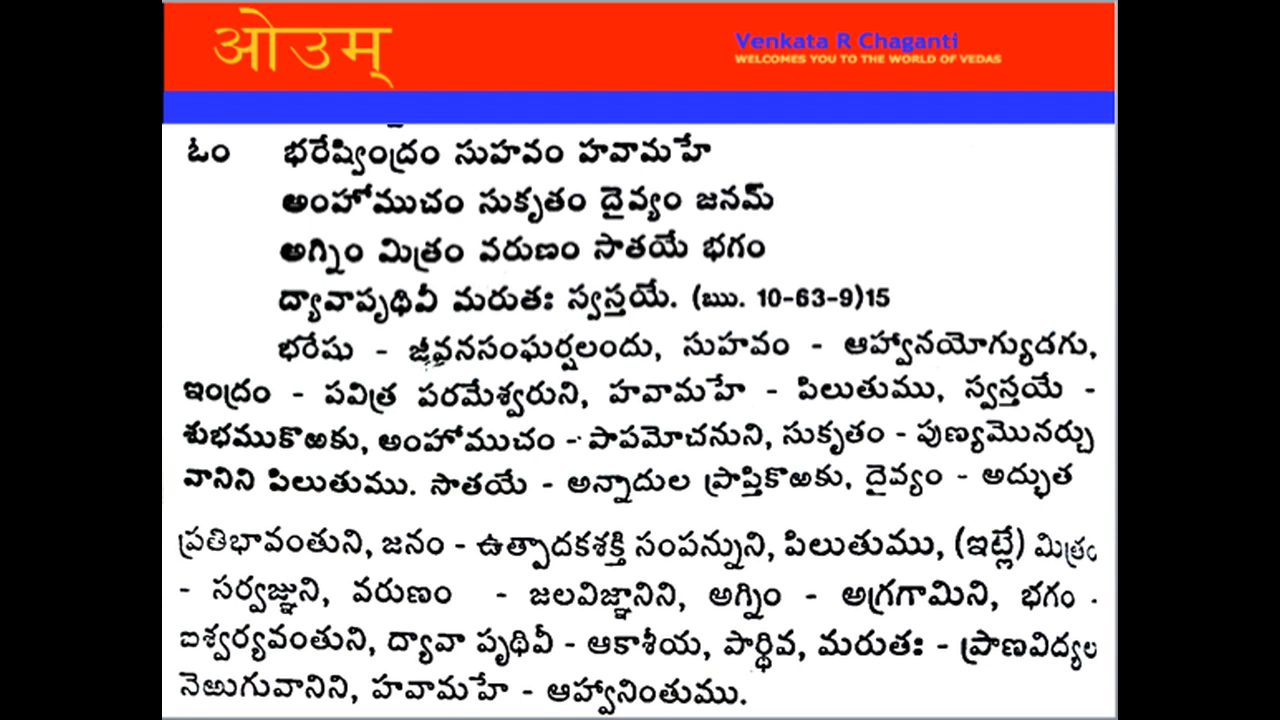 ओउम्
Venkata R Chaganti
WELCOMES YOU TO THE WORLD OF VEDAS
ఓం భరేష్వింద్రం సుహవం హవామహే
అంహోముచం సుకృతం దైవ్యం జనమ్
అగ్నిం మిత్రం వరుణం సాతయే భగం
ద్యావాపృథివీ మరుతః స్వస్తయే. (ఋ. 10-63-9)15
భరేషు - జీవనసంఘర్షలందు, సుహవం - ఆహ్వానయోగ్యుడగు,
ఇంద్రం - పవిత్ర పరమేశ్వరుని, హవామహే - పిలుతుము, స్వస్తయే -
శుభముకొఱకు, అంహోముచం - పాపమోచనుని, సుకృతం - పుణ్యమొనర్చు
వానిని పిలుతుము. సాతయే - అన్నాదుల ప్రాప్తికొఱకు, దైవ్యం - అద్భుత
ప్రతిభావంతుని, జనం - ఉత్పాదకశక్తి సంపన్నుని, పిలుతుము, (ఇట్లే) మిత్రం
- సర్వజ్ఞుని, వరుణం - జలవిజ్ఞానిని, అగ్నిం - అగ్రగామిని, భగం -
ఐశ్వర్యవంతుని, ద్యావా పృథివీ - ఆకాశీయ, పార్థివ, మరుతః - ప్రాణవిద్యల
నెఱుగువానిని, హవామహే - ఆహ్వానింతుము.